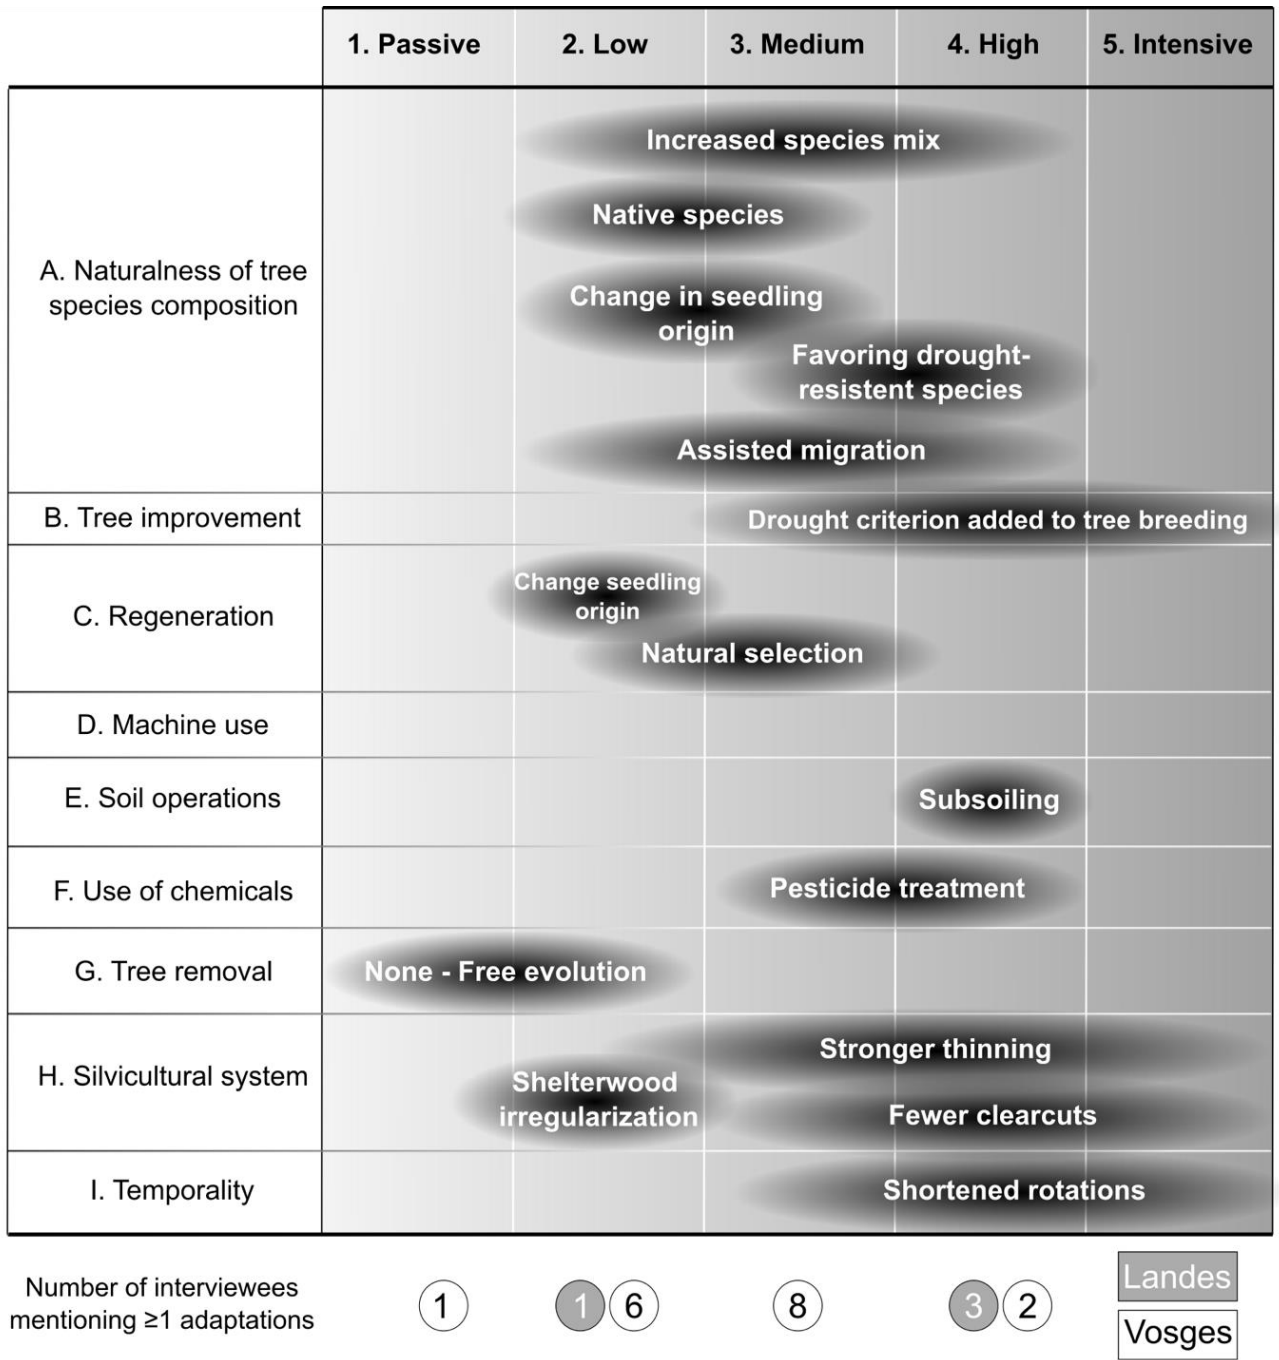 1. Passive
2. Low
3. Medium
4. High
5. Intensive
A. Naturalness of tree
species composition
Increased species mix
Native species
Change in seedling
origin
Favoring drought-
resistent species
Assisted migration
B. Tree improvement
Drought criterion added to tree breeding
C. Regeneration
Change seedling
origin
Natural selection
D. Machine use
E. Soil operations
Subsoiling
F. Use of chemicals
Pesticide treatment
G. Tree removal
None - Free evolution
H. Silvicultural system
Stronger thinning
Shelterwood
irregularization
Fewer clearcuts
I. Temporality
Shortened rotations
Number of interviewees
mentioning ≥1 adaptations
1
1
6
8
3
2
Landes
Vosges